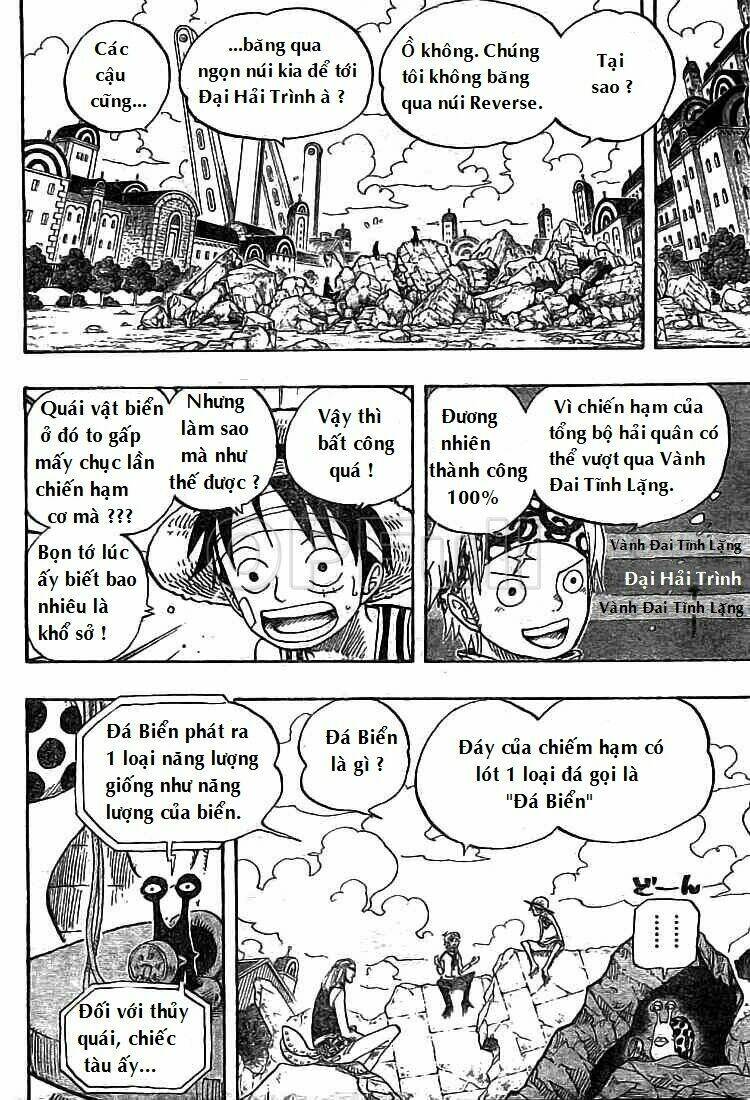 Các
cậu
cũng...
...băng qua
ngọn núi kia để tới
Đại Hải Trình à ?
Ồ không. Chúng
tôi không băng
qua núi Reverse.
Tại
sao ?
Quái vật biển
ở đó to gấp
mấy chục lần
chiến hạm
cơ mà ???
Bọn tớ lúc
ấy biết bao
nhiêu là
khổ sở !
Nhưng
làm sao
mà như
thế được ?
Vậy thì
bất công
quá !
Đương
nhiên
thành công
100%
Vì chiến hạm của
tổng bộ hải quân có
thể vượt qua Vành
Đai Tĩnh Lặng.
Vành Đai Tĩnh Lặng
Đại Hải Trình
Vành Đai Tĩnh Lặng
Đá Biển phát ra
1 loại năng lượng
giống như năng
lượng của biển.
Đá Biển
là gì ?
Đáy của chiếm hạm có
lót 1 loại đá gọi là
"Đá Biển"
どーん
Đối với thủy
quái, chiếc
tàu ấy...